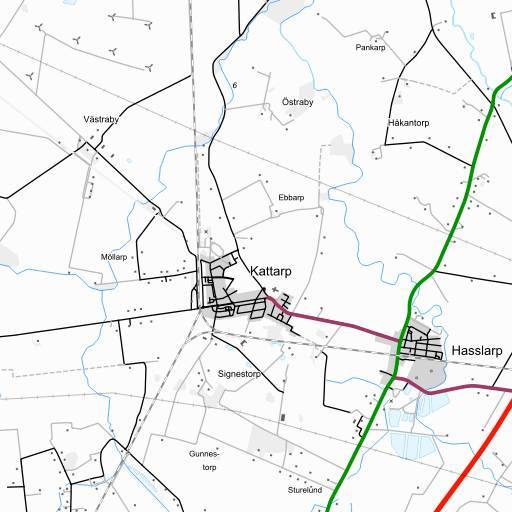 Pankarp
6
Östraby
Västraby
Håkantorp
Ebbarp
Möllarp
Kattarp
Hasslarp
Signestorp
Gunnes-
torp
Sturelund